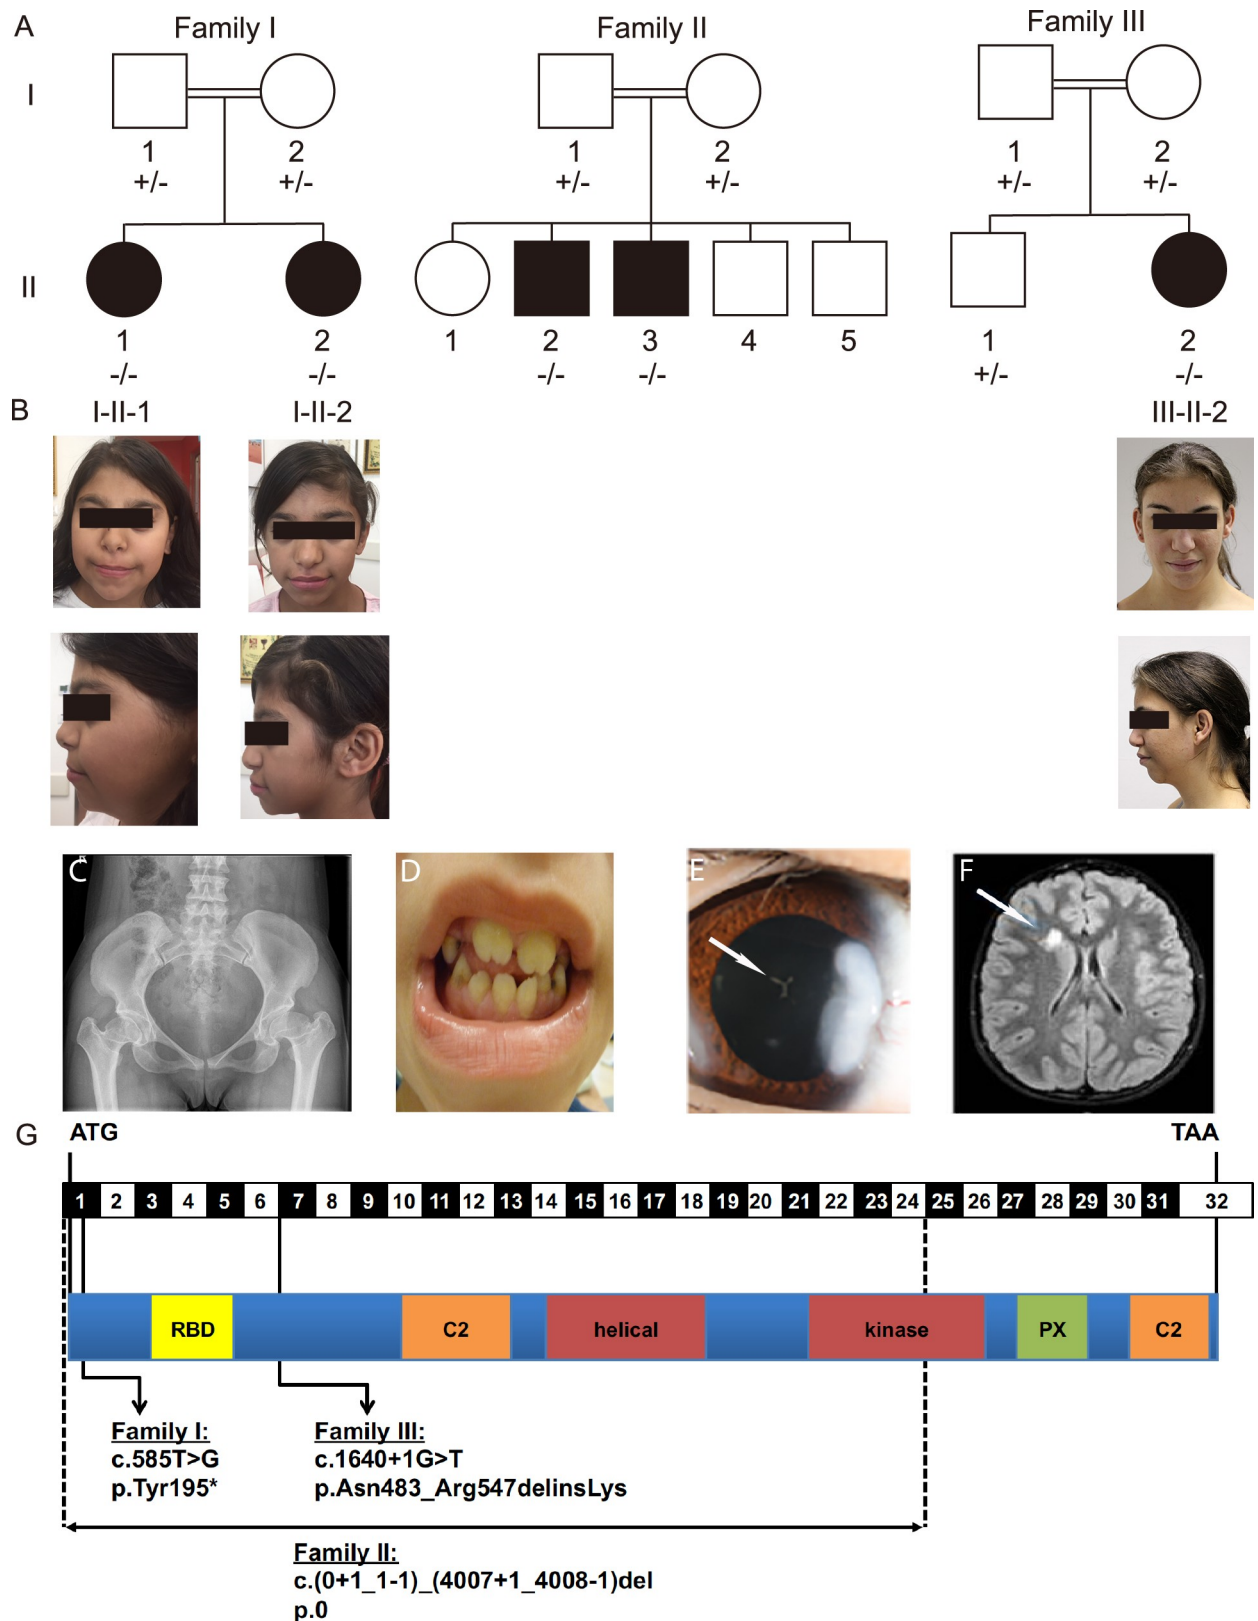 A
Family I
Family II
Family III
I
1
2
1
2
1
2
+/-
+/-
+/-
+/-
+/-
+/-
II
1
2
1
2
3
4
5
1
2
-/-
-/-
-/-
-/-
+/-
-/-
B
I-II-1
I-II-2
III-II-2
C
D
E
F
G
ATG
TAA
1 2 3 4 5 6 7 8 9 10 11 12 13 14 15 16 17 18 19 20 21 22 23 24 25 26 27 28 29 30 31 32
RBD
C2
helical
kinase
PX
C2
Family I:
c.585T>G
p.Tyr195*
Family III:
c.1640+1G>T
p.Asn483_Arg547delinsLys
Family II:
c.(0+1_1-1)_(4007+1_4008-1)del
p.0